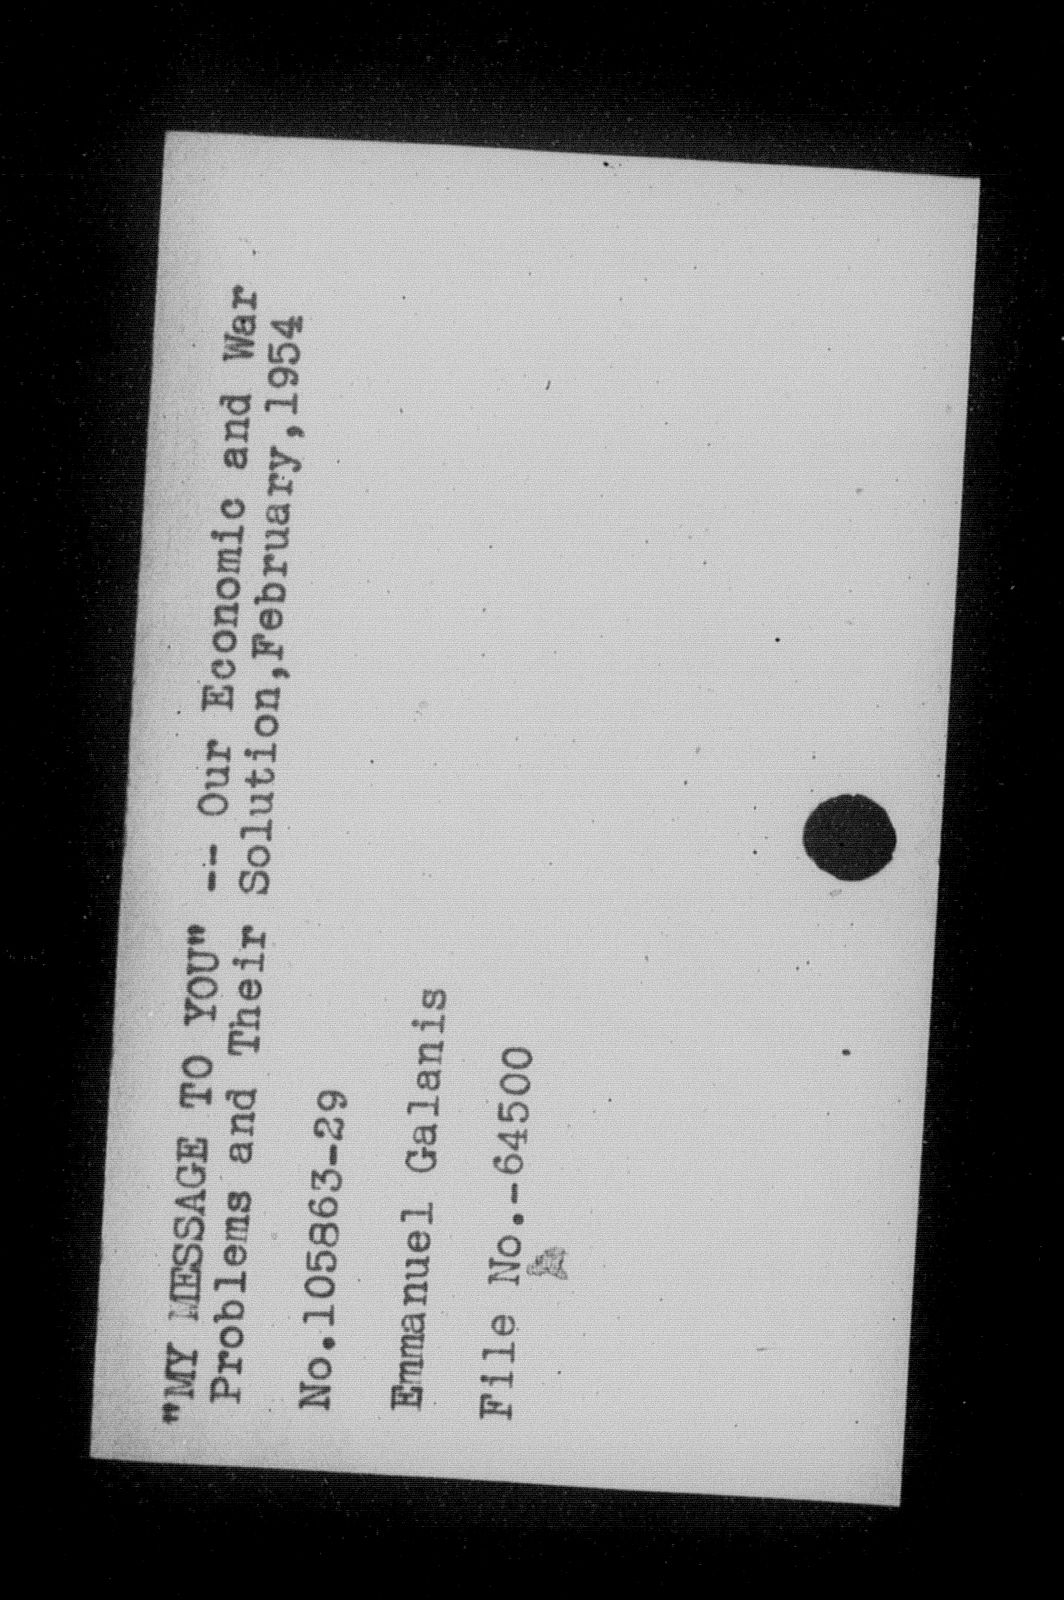 "MY MESSAGE TO YOU" -- Our Economic and War
Problems and Their Solution,February,1954
No.105863-29
Emmanuel Galanis
File No.-64500